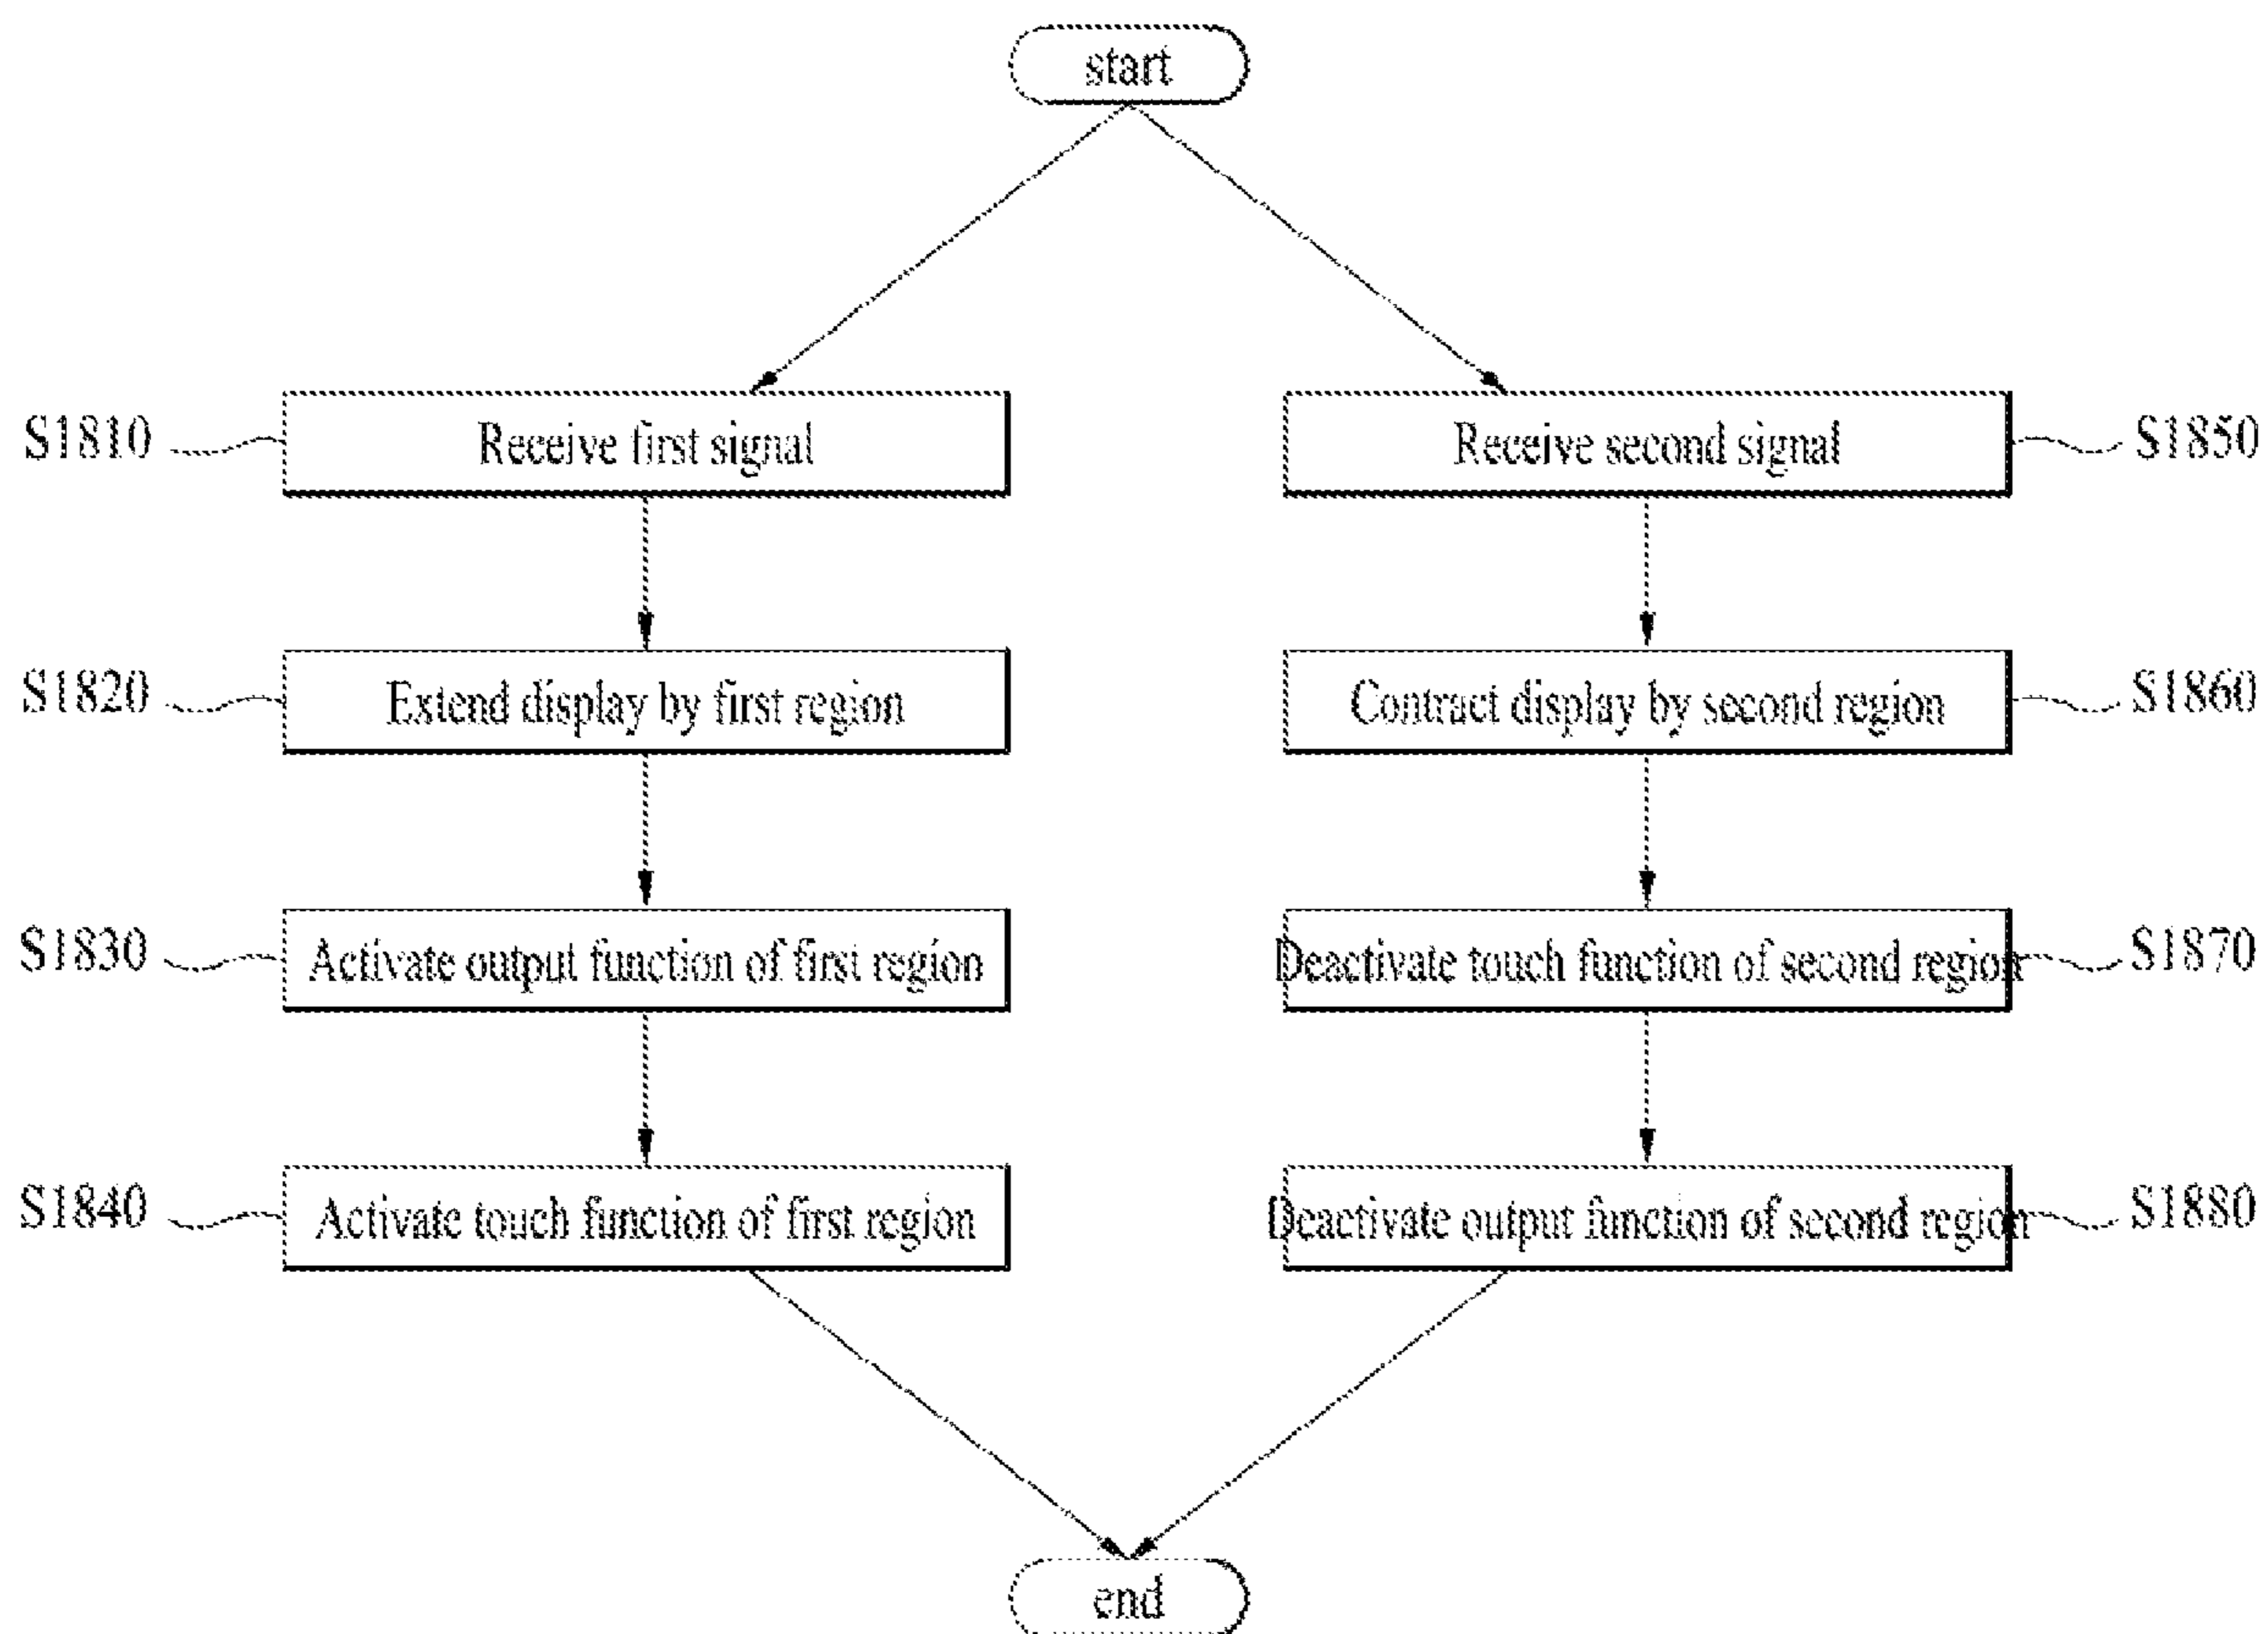 start
S1810
Receive first signal
Receive second signal
S1850
S1820
Extend display by first region
Contract display by second region
S1860
S1830
Activate output function of first region
Deactivate touch function of second region
S1870
S1840
Activate touch function of first region
Deactivate output function of second region
S1880
end